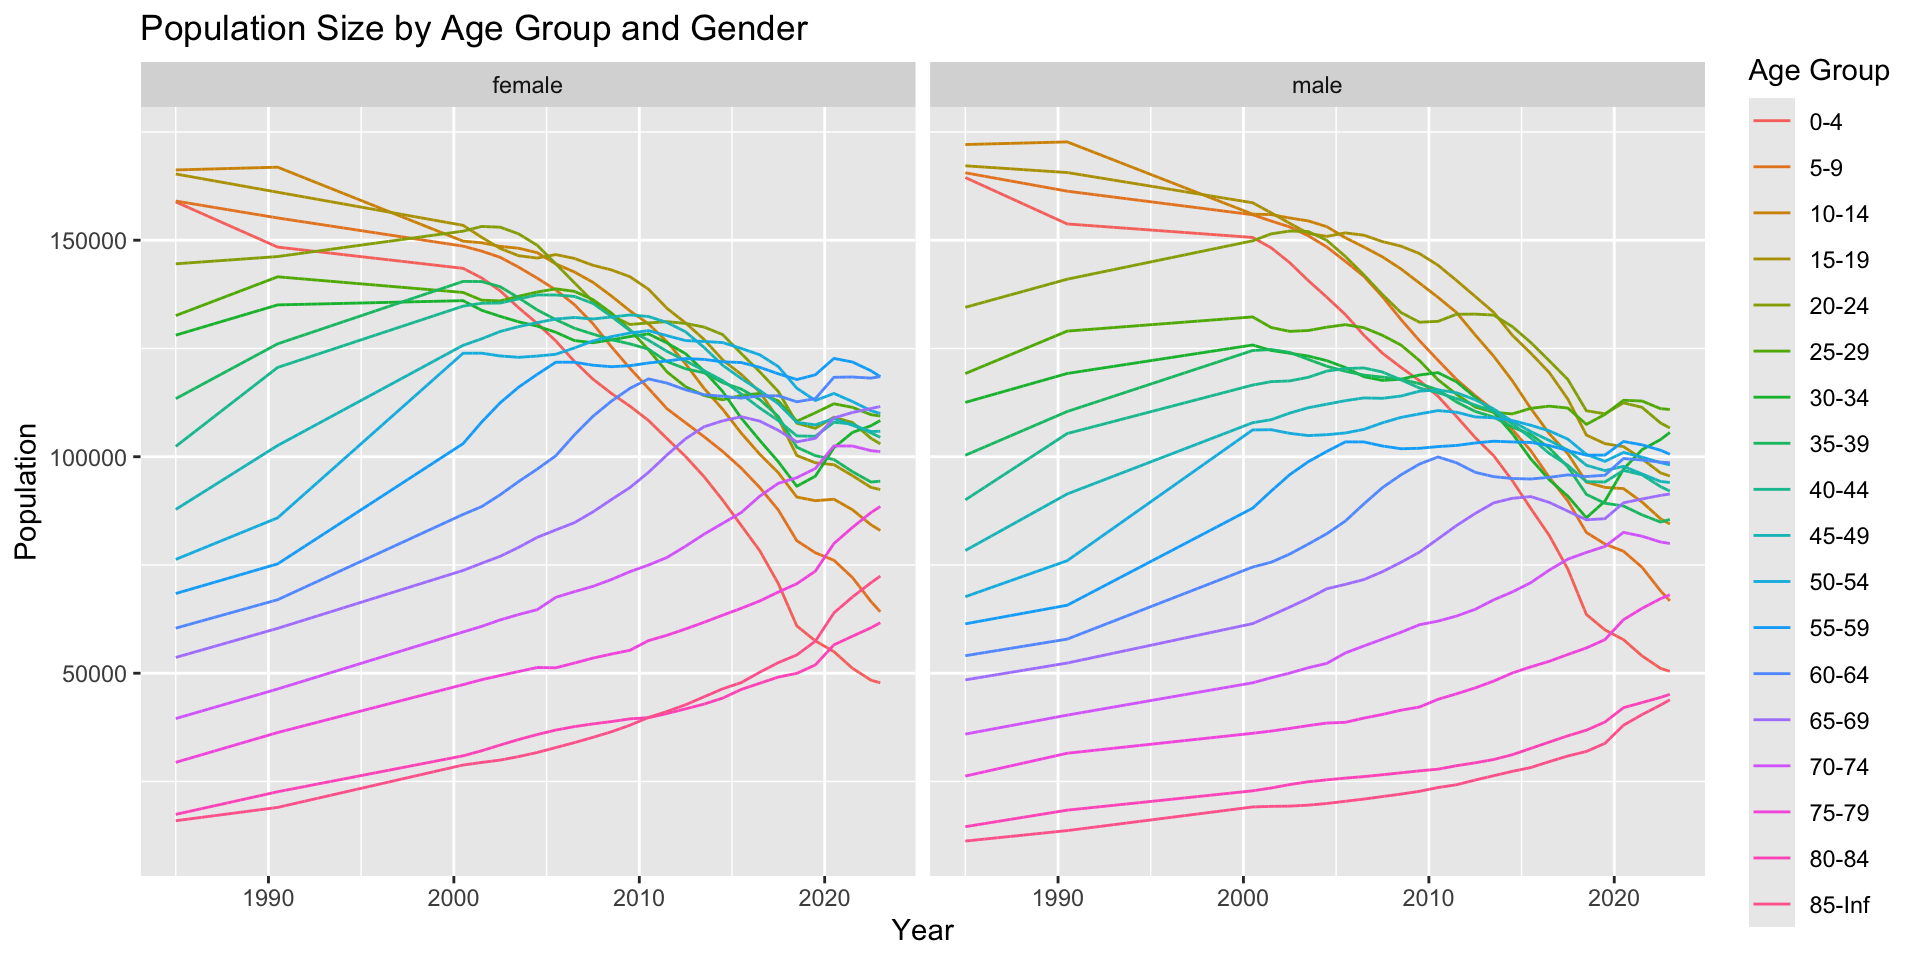 Population Size by Age Group and Gender
female
male
Age Group
0-4
5-9
10-14
15-19
20-24
25-29
30-34
35-39
40-44
45-49
50-54
55-59
60-64
65-69
70-74
75-79
80-84
85-Inf
Population
150000
100000
50000
1990 2000 2010 2020
1990 2000 2010 2020
Year